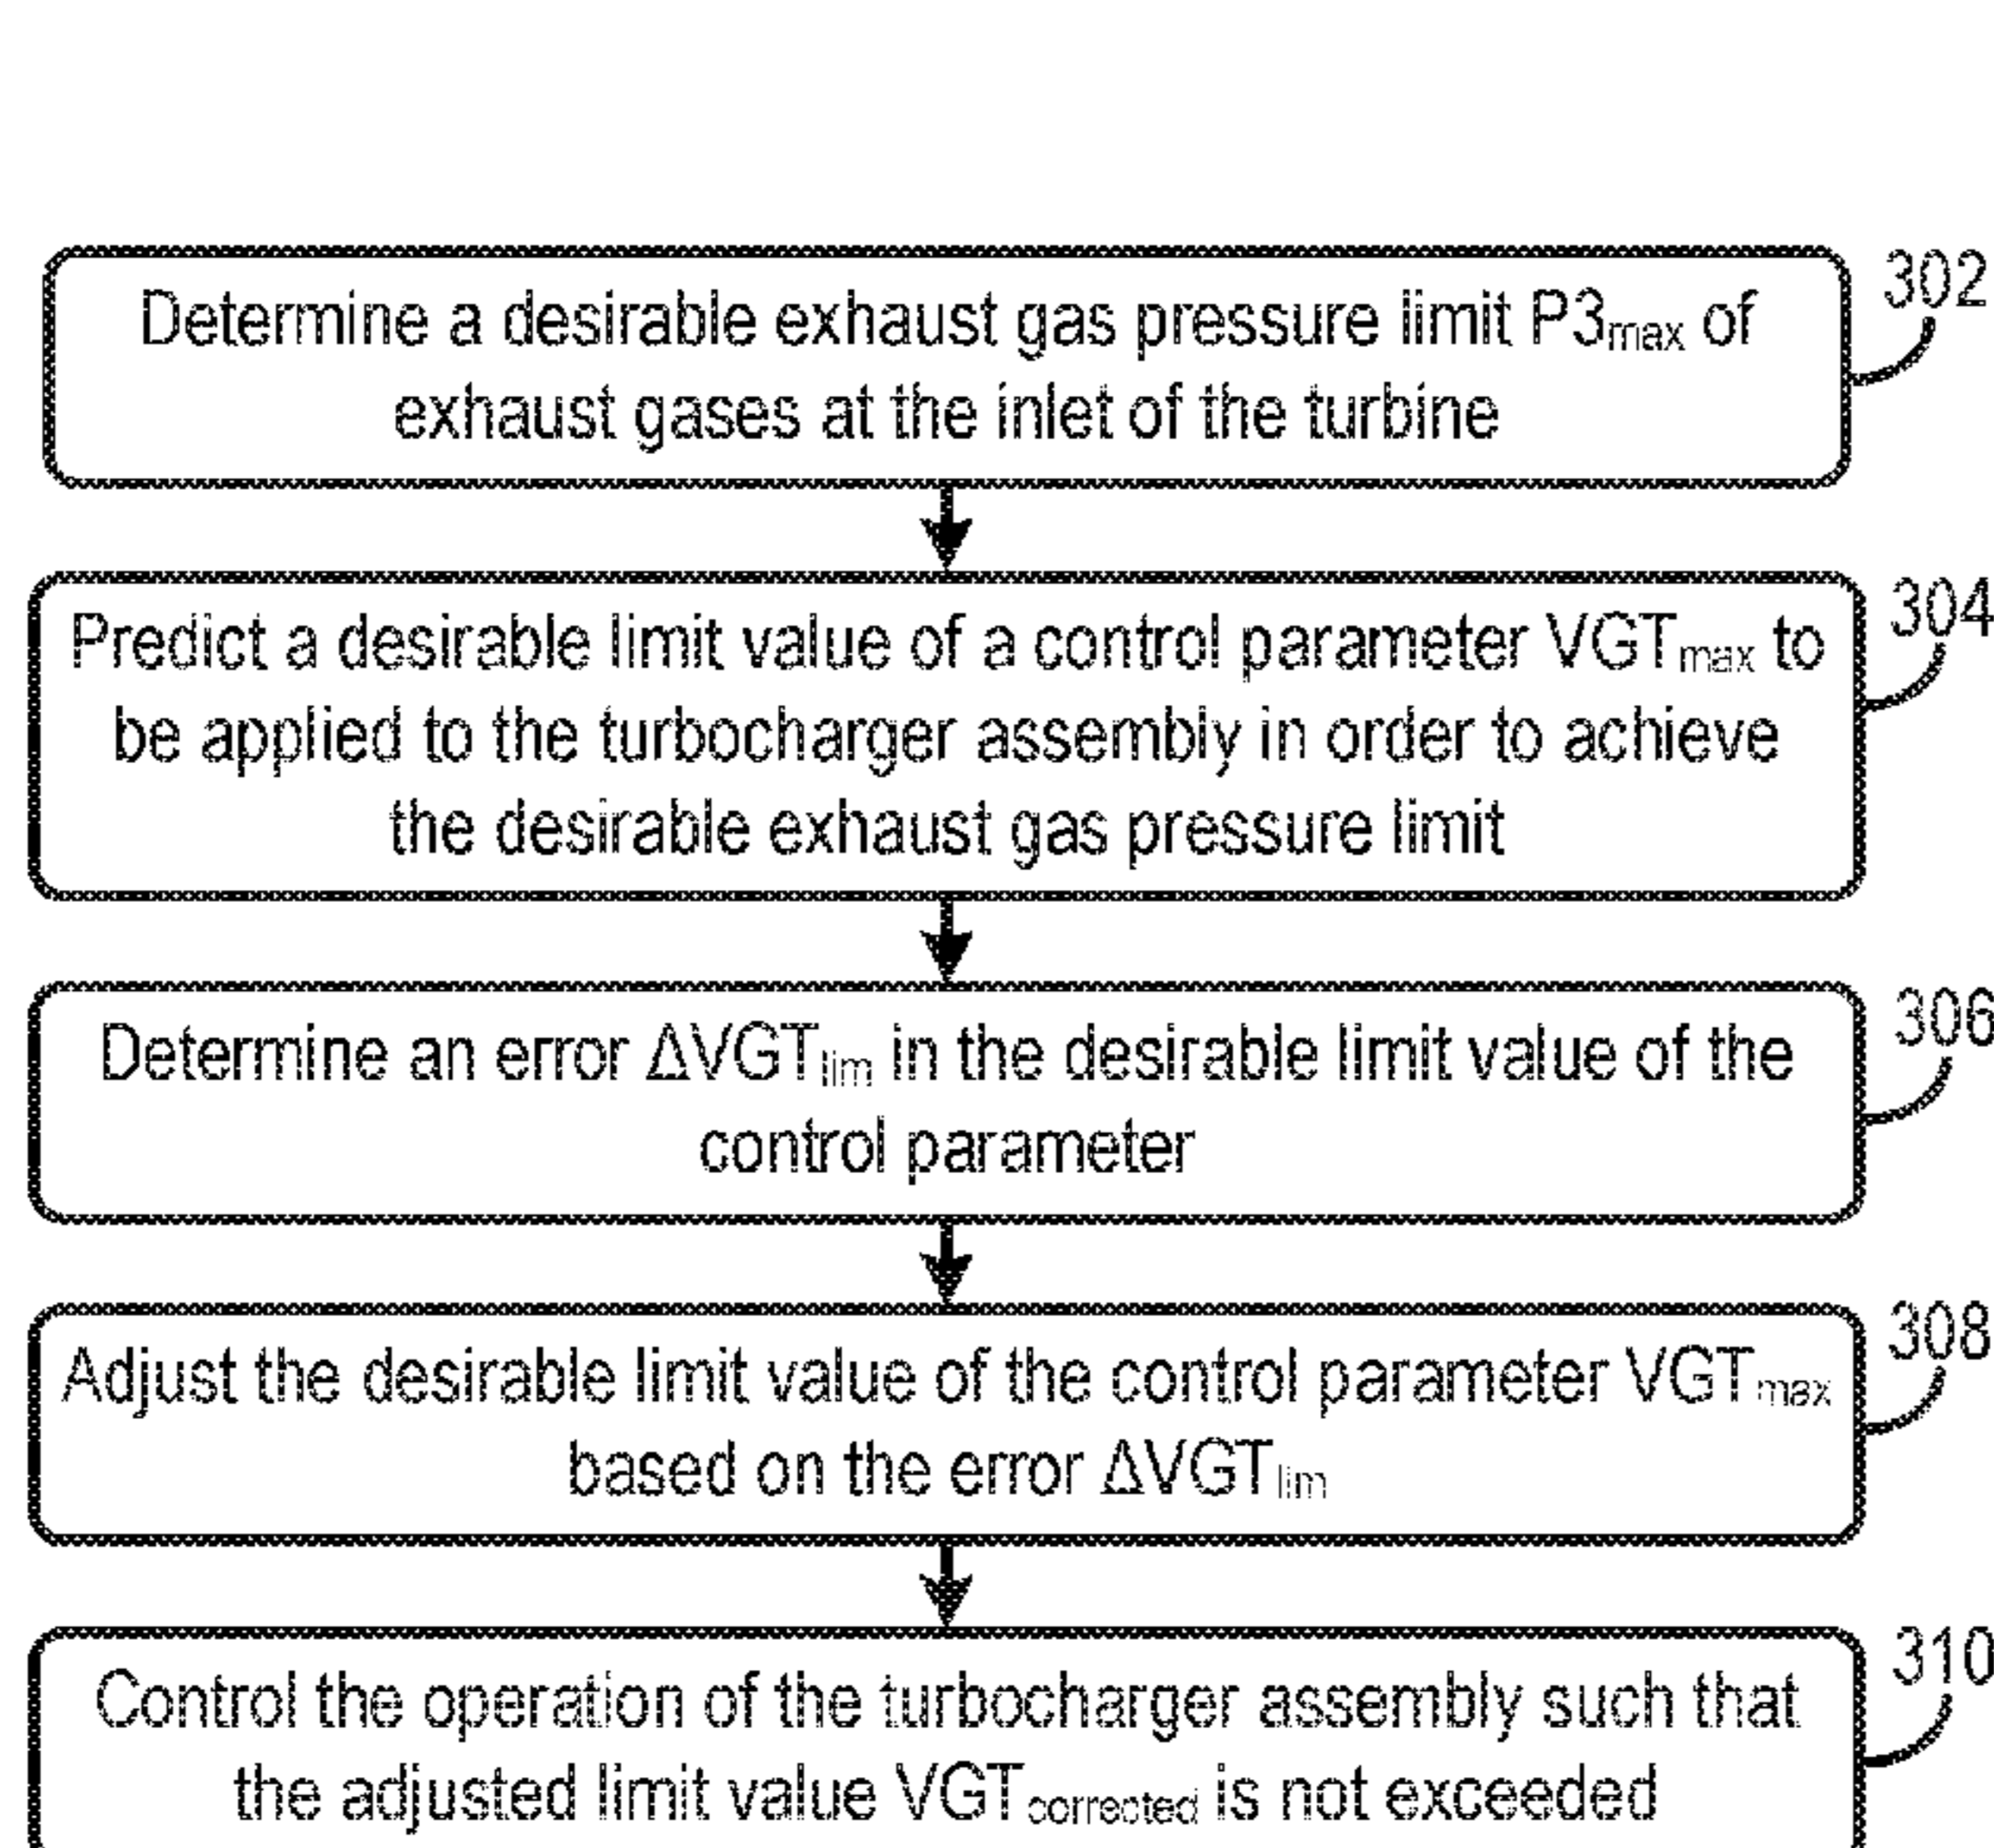 302
Determine a desirable exhaust gas pressure limit P3max of
exhaust gases at the inlet of the turbine
304
Predict a desirable limit value of a control parameter VGTmax to
be applied to the turbocharger assembly in order to achieve
the desirable exhaust gas pressure limit
306
Determine an error ΔVGTlim in the desirable limit value of the
control parameter
308
Adjust the desirable limit value of the control parameter VGTmax
based on the error ΔVGTlim
310
Control the operation of the turbocharger assembly such that
the adjusted limit value VGTcorrected is not exceeded